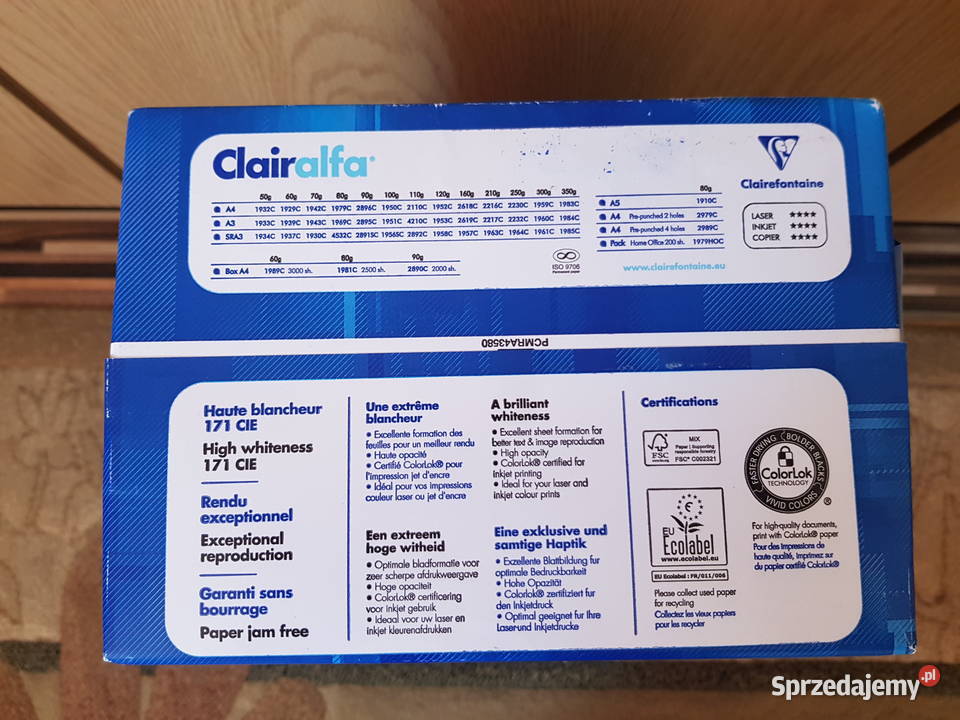 Clairalfa®
50g 60g 70g 80g 90g 100g 110g 120g 160g 210g 250g 300g 350g
A4 1932C 1929C 1942C 1979C 2896C 1950C 2110C 1952C 2618C 2216C 2230C 1959C 1983C
A3 1933C 1939C 1943C 1969C 2895C 1951C 4210C 1953C 2619C 2217C 2232C 1960C 1984C
SRA3 1934C 1937C 1930C 4532C 28915C 19565C 2892C 1958C 1957C 1963C 1964C 1961C 1985C
60g 80g 90g
Box A4 1989C 3000 sh. 1981C 2500 sh. 2890C 2000 sh.
ISO 9706
Permanent paper
80g
A5 1910C
A4 Pre-punched 2 holes 2979C
A4 Pre-punched 4 holes 2989C
Pack Home Office 200 sh. 1979HOC
www.clairefontaine.eu
Clairefontaine
LASER ****
INKJET ****
COPIER ****
PCMRA43580
Haute blancheur
171 CIE
High whiteness
171 CIE
Rendu
exceptionnel
Exceptional
reproduction
Garanti sans
bourrage
Paper jam free
Une extrême
blancheur
• Excellente formation des
feuilles pour un meilleur rendu
• Haute opacité
• Certifié ColorLok® pour
l'impression jet d'encre
• Idéal pour vos impressions
couleur laser ou jet d'encre
A brilliant
whiteness
• Excellent sheet formation for
better text & image reproduction
• High opacity
• ColorLok® certified for
inkjet printing
• Ideal for your laser and
inkjet colour prints
Een extreem
hoge witheid
• Optimale bladformatie voor
zeer scherpe afdrukweergave
• Hoge opaciteit
• ColorLok® certificering
voor inkjet gebruik
• Ideaal voor uw laser en
inkjet kleurenafdrukken
Eine exklusive und
samtige Haptik
• Exzellente Blattbildung für
optimale Bedruckbarkeit
• Hohe Opazität
• ColorLok® zertifiziert für
den Inkjetdruck
• Optimal geeignet für Ihre
Laser-und Inkjetdrucke
Certifications
FSC
MIX
Paper | Supporting
responsible forestry
FSC® C002321
EU
Ecolabel
www.ecolabel.eu
EU Ecolabel : FR/011/006
Please collect used paper
for recycling
Collectez les vieux papiers
pour les recycler
FASTER DRYING BOLDER BLACKS
ColorLok
TECHNOLOGY
VIVID COLORS
®
For high-quality documents,
print with ColorLok® paper
Pour des impressions de
haute qualité, imprimez sur
du papier certifié Colorlok®
Sprzedajemy.pl